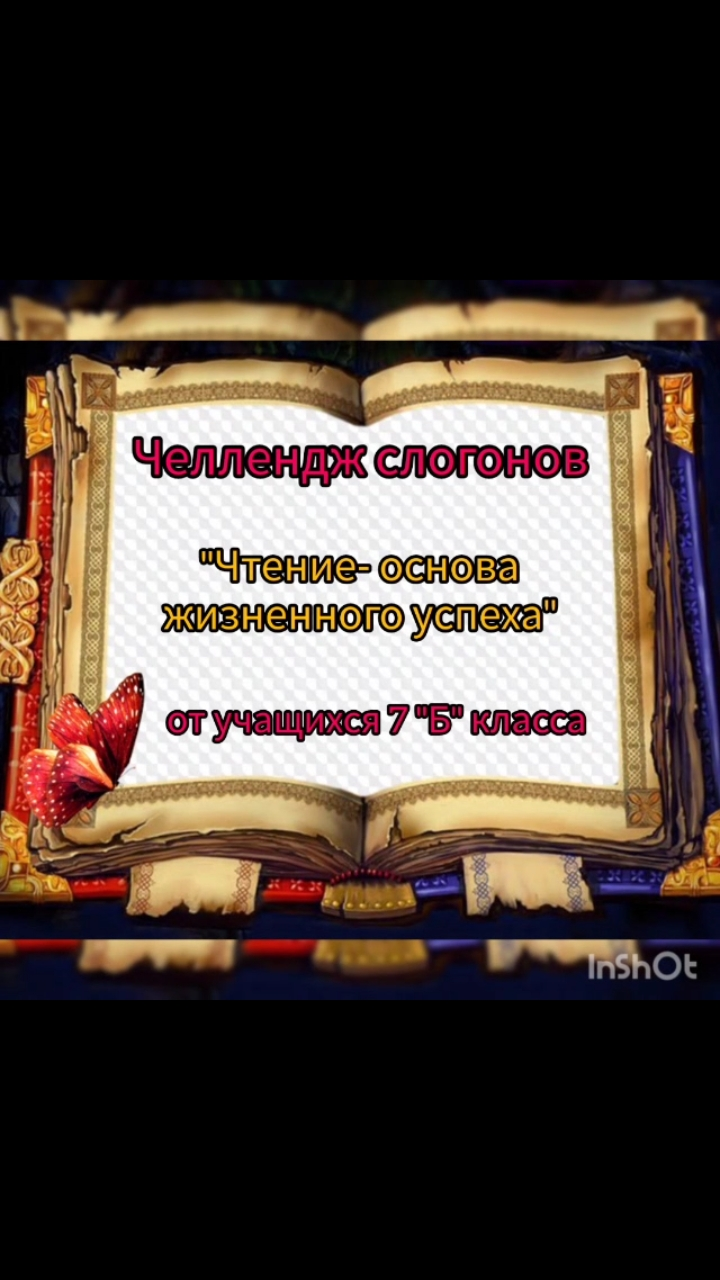 Челлендж слогонов
"Чтение- основа
жизненного успеха"
от учащихся 7 "Б" класса
InShOt